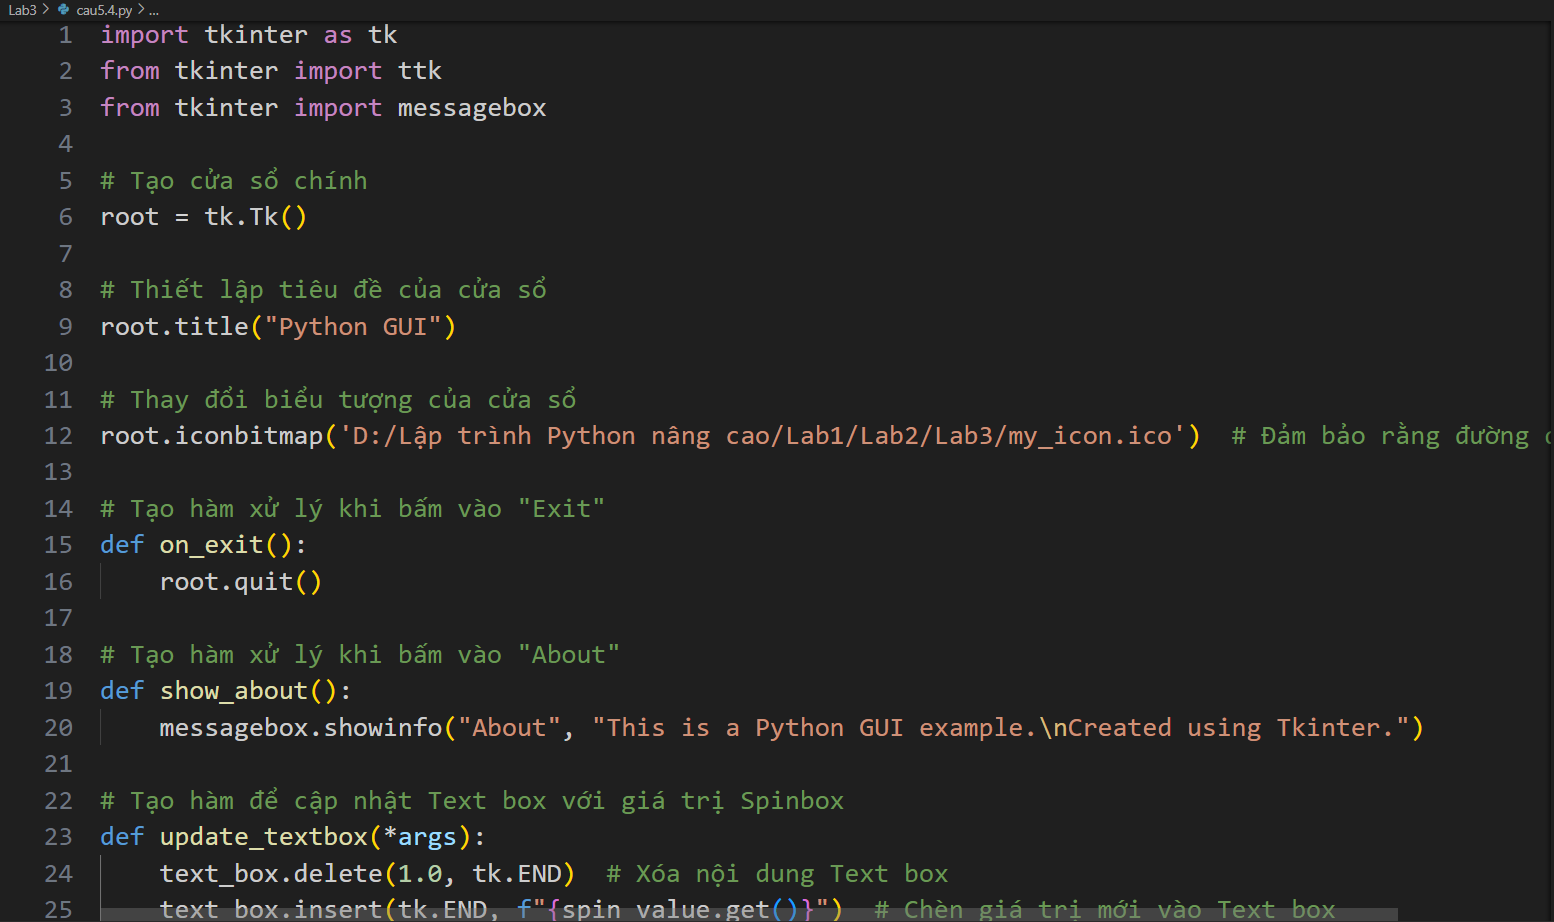 Lab3 > cau5.4.py > ...
1 import tkinter as tk
2 from tkinter import ttk
3 from tkinter import messagebox
4
5 # Tạo cửa sổ chính
6 root = tk.Tk()
7
8 # Thiết lập tiêu đề của cửa sổ
9 root.title("Python GUI")
10
11 # Thay đổi biểu tượng của cửa sổ
12 root.iconbitmap('D:/Lập trình Python nâng cao/Lab1/Lab2/Lab3/my_icon.ico')  # Đảm bảo rằng đường
13
14 # Tạo hàm xử lý khi bấm vào "Exit"
15 def on_exit():
16     root.quit()
17
18 # Tạo hàm xử lý khi bấm vào "About"
19 def show_about():
20     messagebox.showinfo("About", "This is a Python GUI example.\nCreated using Tkinter.")
21
22 # Tạo hàm để cập nhật Text box với giá trị Spinbox
23 def update_textbox(*args):
24     text_box.delete(1.0, tk.END)  # Xóa nội dung Text box
25     text_box.insert(tk.END, f"{spin_value.get()}")  # Chèn giá trị mới vào Text box